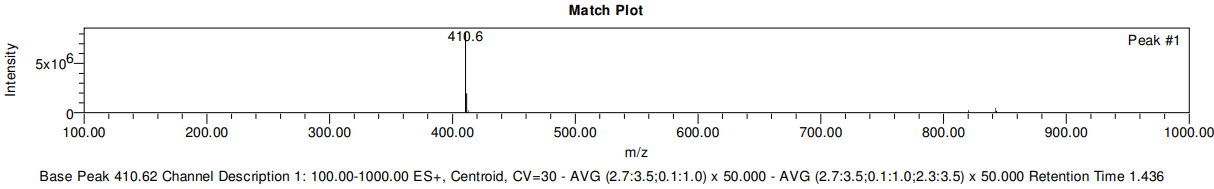 Match Plot
410.6
Peak #1
Intensity
5x10⁶
0
100.00 200.00 300.00 400.00 500.00 600.00 700.00 800.00 900.00 1000.00
m/z
Base Peak 410.62 Channel Description 1: 100.00-1000.00 ES+, Centroid, CV=30 - AVG (2.7:3.5;0.1:1.0) x 50.000 - AVG (2.7:3.5;0.1:1.0;2.3:3.5) x 50.000 Retention Time 1.436